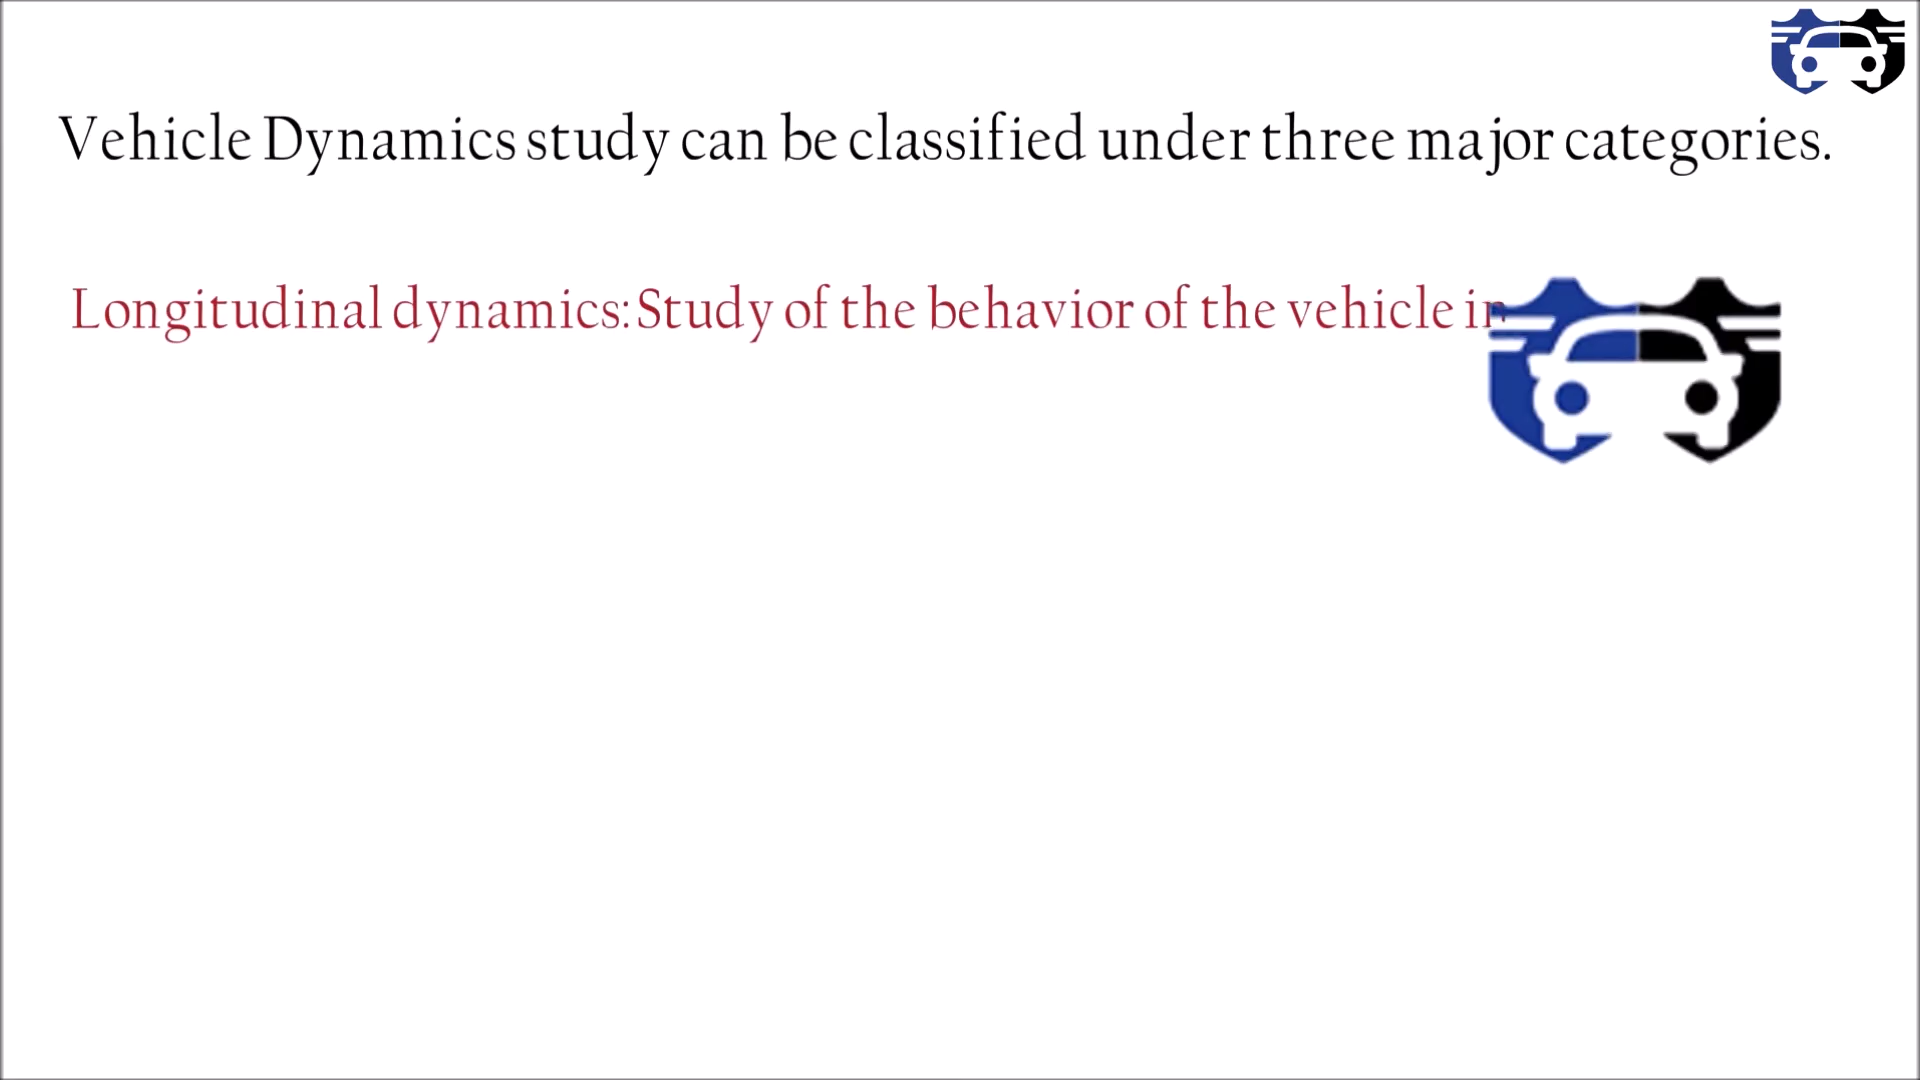 Vehicle Dynamics study can be classified under three major categories.
Longitudinal dynamics: Study of the behavior of the vehicle in